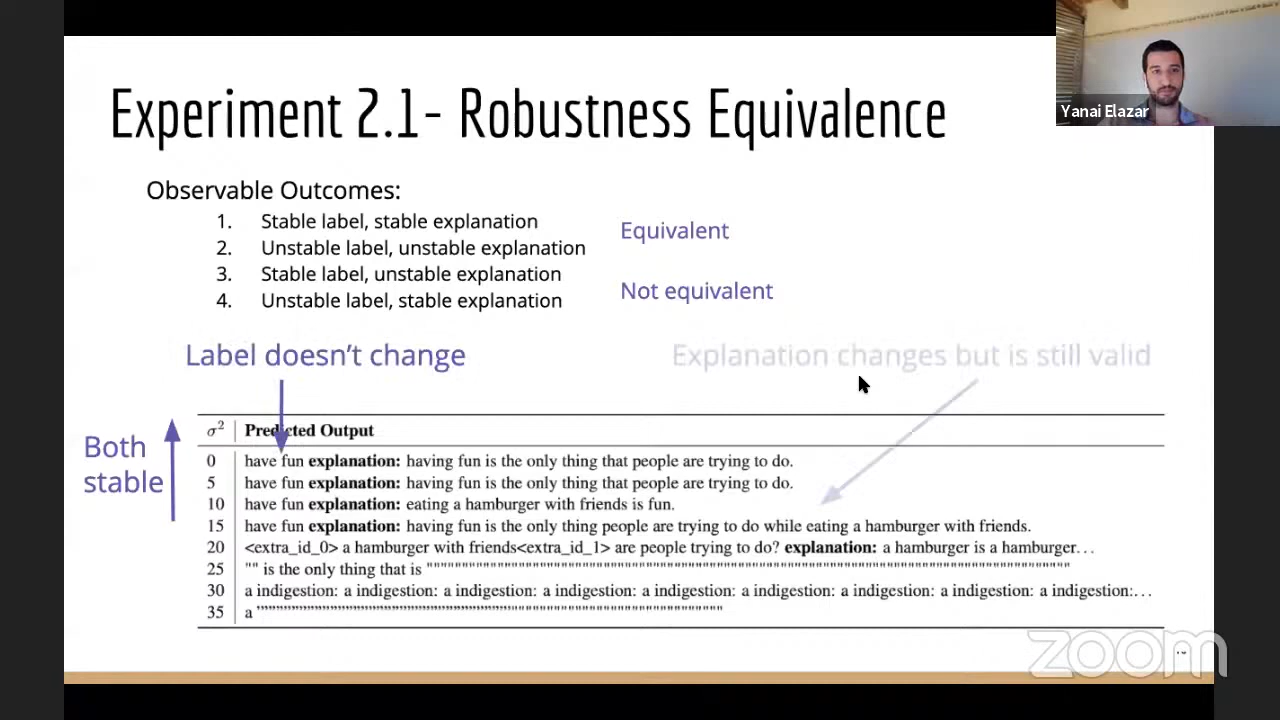 Experiment 2.1- Robustness Equivalence
Yanai Elazar
Observable Outcomes:
1. Stable label, stable explanation
2. Unstable label, unstable explanation
3. Stable label, unstable explanation
4. Unstable label, stable explanation
Equivalent
Not equivalent
Label doesn't change
Explanation changes but is still valid
Both
stable
σ² Predicted Output
0 have fun explanation: having fun is the only thing that people are trying to do.
5 have fun explanation: having fun is the only thing that people are trying to do.
10 have fun explanation: eating a hamburger with friends is fun.
15 have fun explanation: having fun is the only thing people are trying to do while eating a hamburger with friends.
20 <extra_id_0> a hamburger with friends<extra_id_1> are people trying to do? explanation: a hamburger is a hamburger…
25 "" is the only thing that is
30 a indigestion: a indigestion: a indigestion: a indigestion: a indigestion: a indigestion: a indigestion: a indigestion: a indigestion:…
35 a
zoom